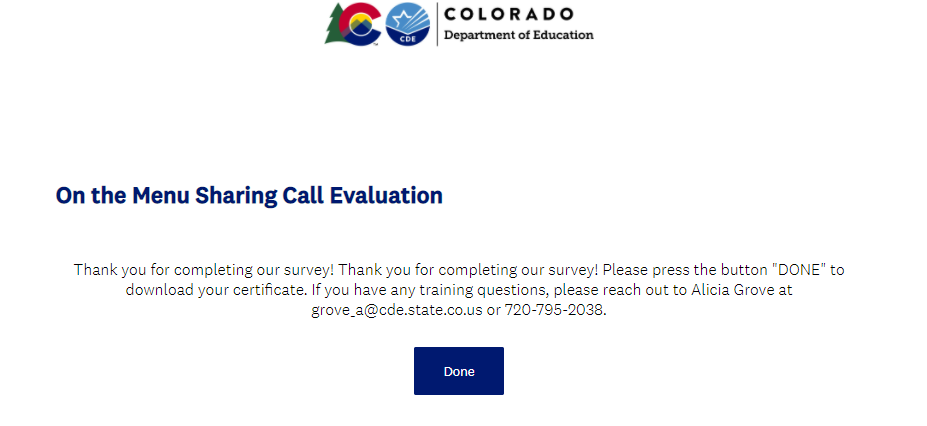 COLORADO
CDE
Department of Education
On the Menu Sharing Call Evaluation
Thank you for completing our survey! Thank you for completing our survey! Please press the button "DONE" to
download your certificate. If you have any training questions, please reach out to Alicia Grove at
grove_a@cde.state.co.us or 720-795-2038.
Done